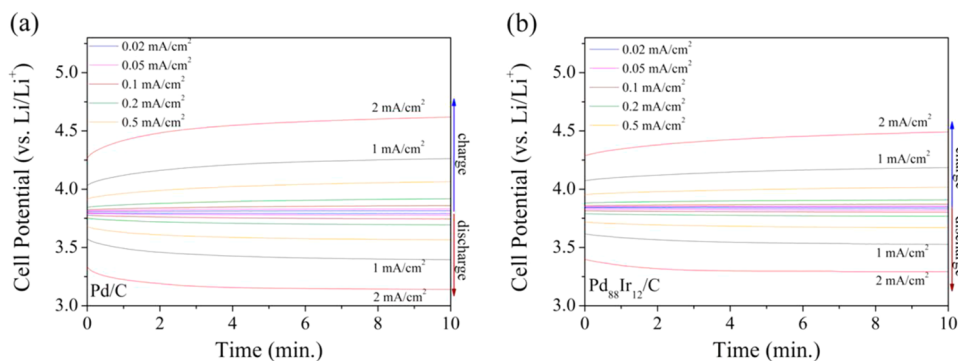 (a)
Cell Potential (vs. Li/Li⁺)
5.0
4.5
4.0
3.5
3.0
0.02 mA/cm²
0.05 mA/cm²
0.1 mA/cm²
0.2 mA/cm²
0.5 mA/cm²
2 mA/cm²
1 mA/cm²
charge
discharge
1 mA/cm²
2 mA/cm²
Pd/C
0 2 4 6 8 10
Time (min.)
(b)
Cell Potential (vs. Li/Li⁺)
5.0
4.5
4.0
3.5
3.0
0.02 mA/cm²
0.05 mA/cm²
0.1 mA/cm²
0.2 mA/cm²
0.5 mA/cm²
2 mA/cm²
1 mA/cm²
charge
discharge
1 mA/cm²
2 mA/cm²
Pd₈₈Ir₁₂/C
0 2 4 6 8 10
Time (min.)